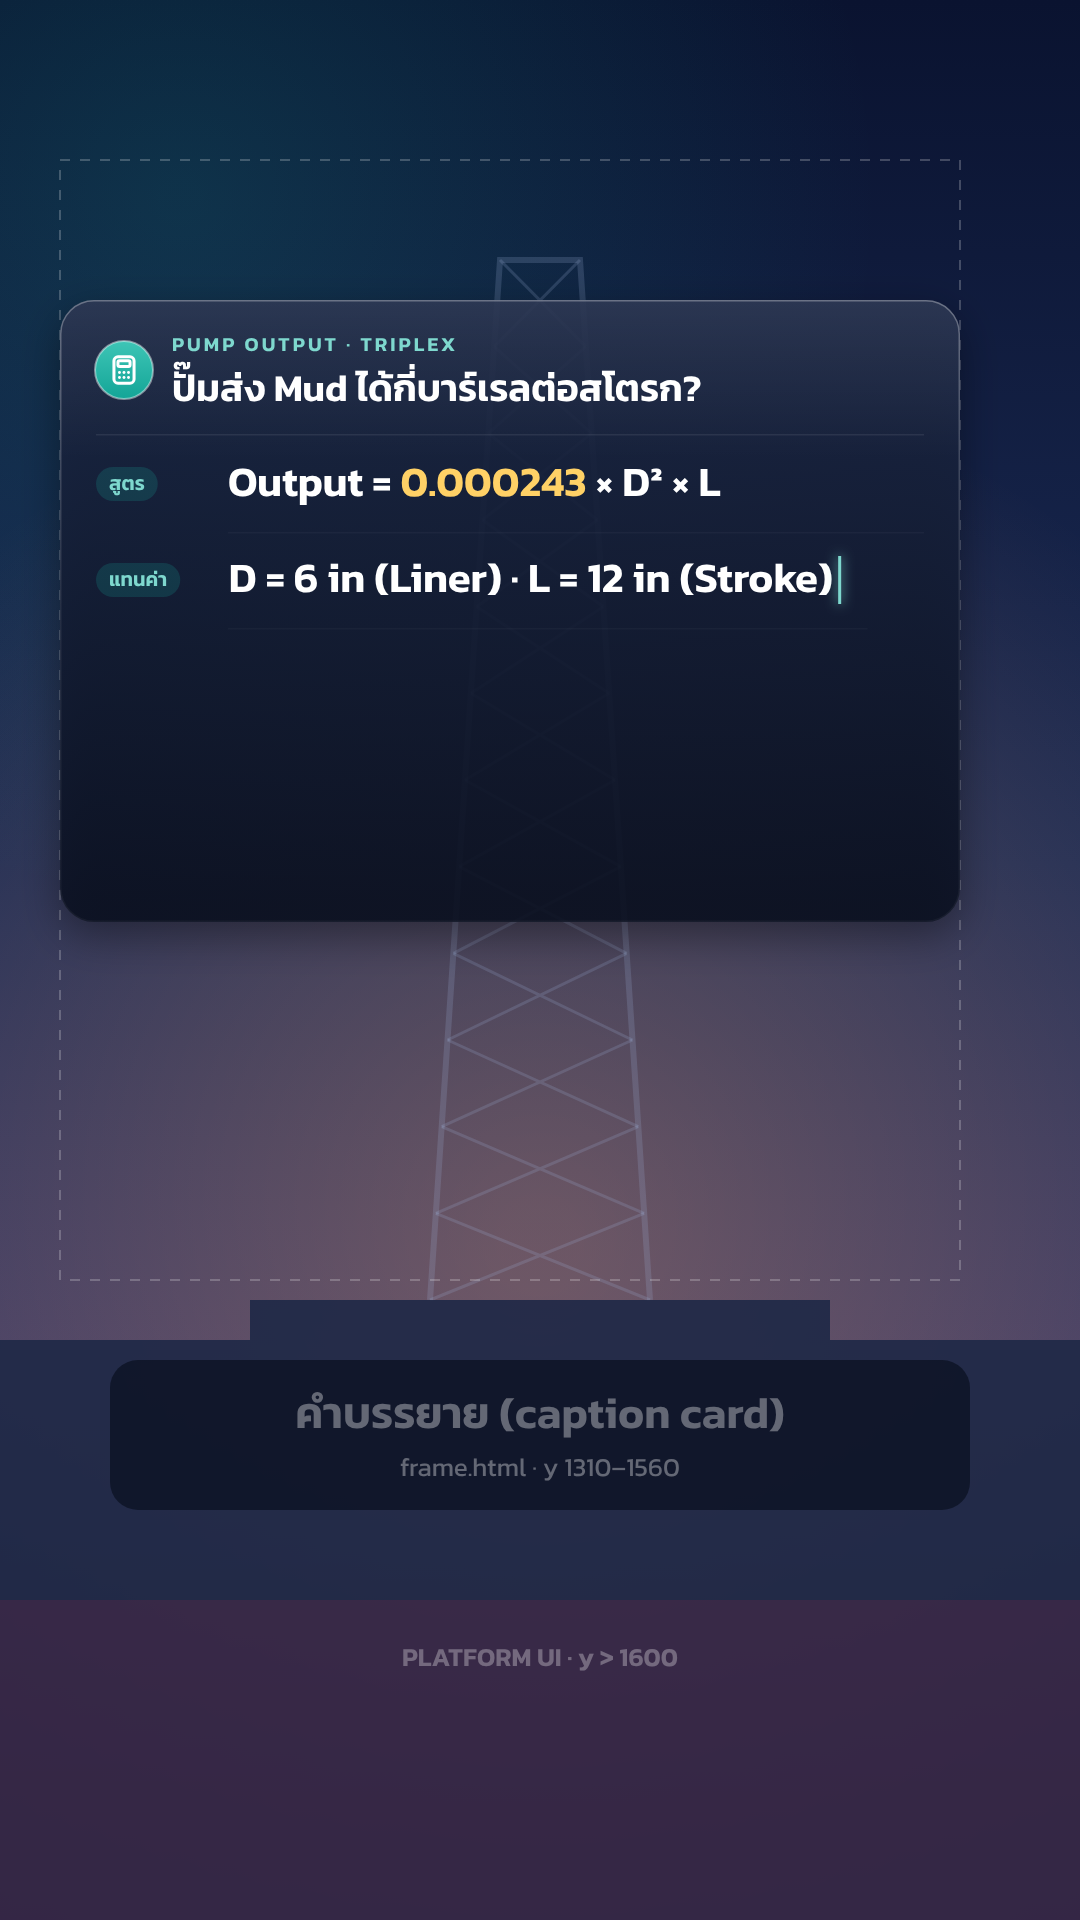 PUMP OUTPUT · TRIPLEX
ปั๊มส่ง Mud ได้กี่บาร์เรลต่อสโตรก?
สูตร
Output = 0.000243 × D² × L
แทนค่า
D = 6 in (Liner) · L = 12 in (Stroke)
คำบรรยาย (caption card)
frame.html · y 1310–1560
PLATFORM UI · y > 1600